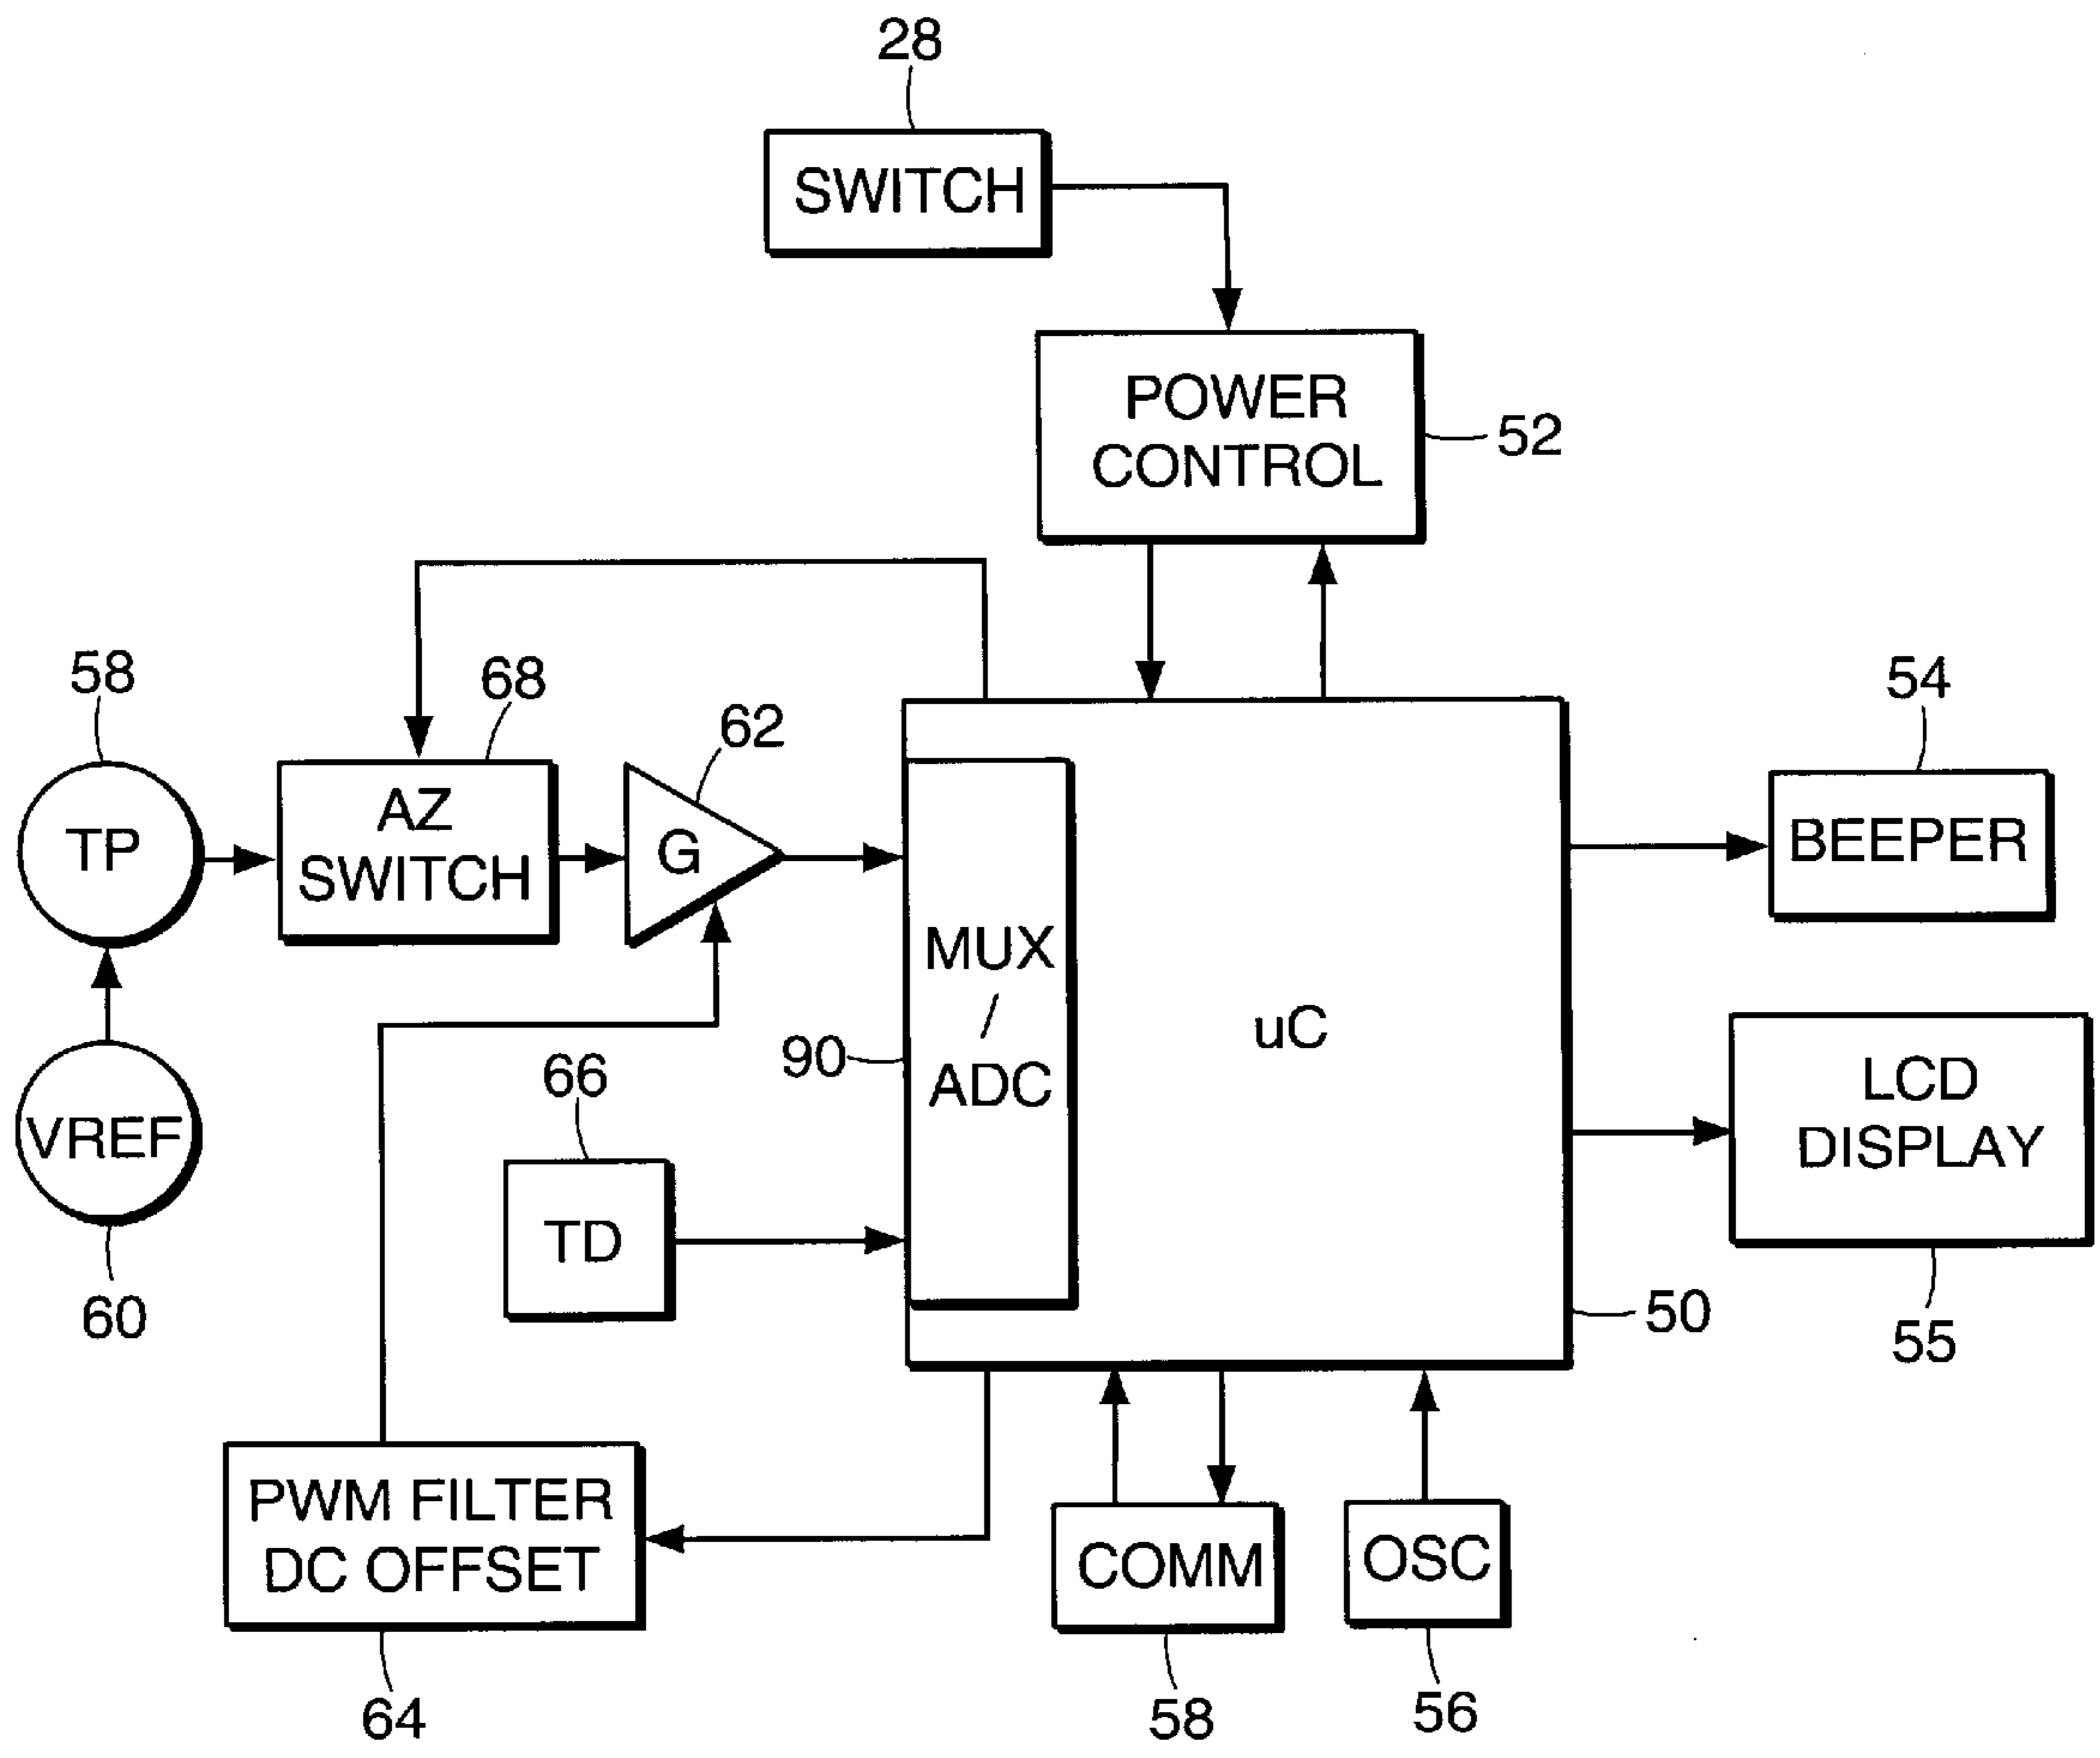 28
SWITCH
POWER
CONTROL
52
58
68
62
54
TP
AZ
SWITCH
G
BEEPER
MUX
/
ADC
90
uC
66
LCD
DISPLAY
VREF
TD
60
50
55
PWM FILTER
DC OFFSET
COMM
OSC
64
58
56